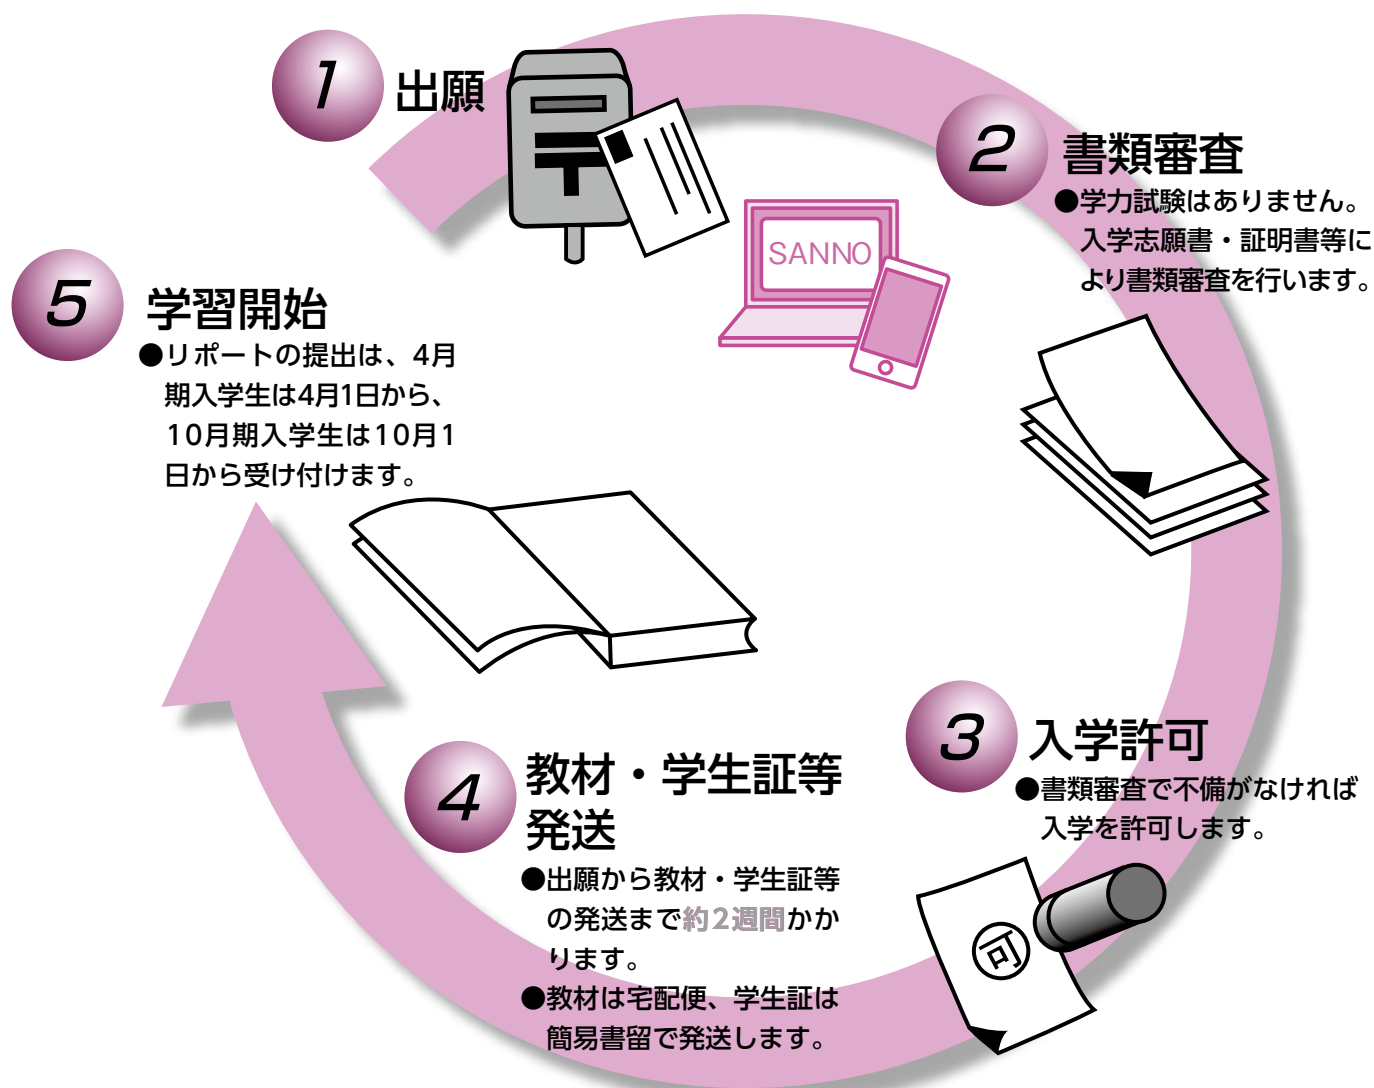 1 出願
SANNO
2 書類審査
●学力試験はありません。
入学志願書・証明書等に
より書類審査を行います。
3 入学許可
●書類審査で不備がなければ
入学を許可します。
可
4 教材・学生証等
発送
●出願から教材・学生証等
の発送まで約2週間かか
ります。
●教材は宅配便、学生証は
簡易書留で発送します。
5 学習開始
●リポートの提出は、4月
期入学生は4月1日から、
10月期入学生は10月1
日から受け付けます。